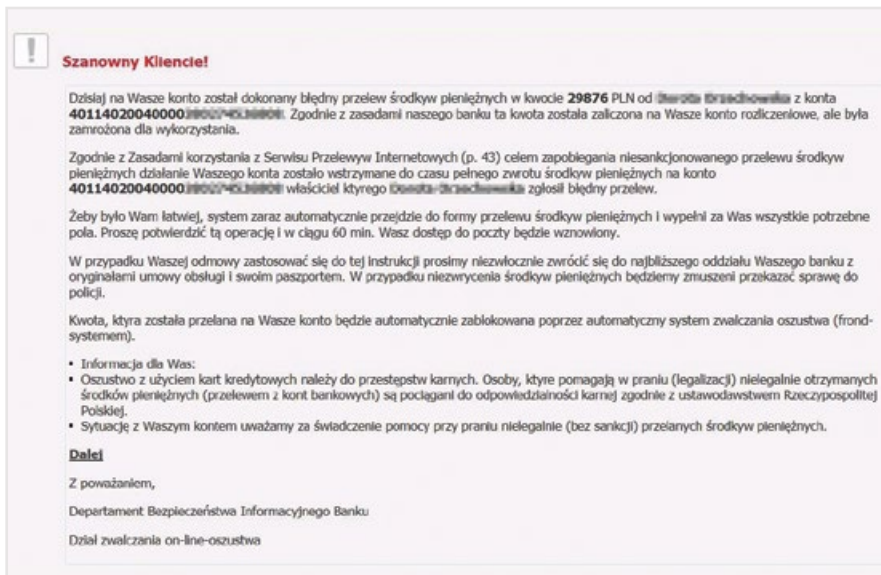 Szanowny Kliencie!
Dzisiaj na Wasze konto został dokonany błędny przelew środkyw pieniężnych w kwocie 29876 PLN od z konta
40114020040000 Zgodnie z zasadami naszego banku ta kwota została zaliczona na Wasze konto rozliczeniowe, ale była
zamrożona dla wykorzystania.
Zgodnie z Zasadami korzystania z Serwisu Przelewyw Internetowych (p. 43) celem zapobiegania niesankcjonowanego przelewu środkyw
pieniężnych działanie Waszego konta zostało wstrzymane do czasu pełnego zwrotu środkyw pieniężnych na konto
40114020040000 właściciel ktyrego zgłosił błędny przelew.
Żeby było Wam łatwiej, system zaraz automatycznie przejdzie do formy przelewu środkyw pieniężnych i wypełni za Was wszystkie potrzebne
pola. Proszę potwierdzić tą operację i w ciągu 60 min. Wasz dostęp do poczty będzie wznowiony.
W przypadku Waszej odmowy zastosować się do tej instrukcji prosimy niezwłocznie zwrócić się do najbliższego oddziału Waszego banku z
oryginałami umowy obsługi i swoim paszportem. W przypadku niezwrycenia środkyw pieniężnych będziemy zmuszeni przekazać sprawę do
policji.
Kwota, ktyra została przelana na Wasze konto będzie automatycznie zablokowana poprzez automatyczny system zwalczania oszustwa (frond-
systemem).
• Informacja dla Was:
• Oszustwo z użyciem kart kredytowych należy do przestępstw karnych. Osoby, ktyre pomagają w praniu (legalizacji) nielegalnie otrzymanych
środków pieniężnych (przelewem z kont bankowych) są pociągani do odpowiedzialności karnej zgodnie z ustawodawstwem Rzeczypospolitej
Polskiej.
• Sytuację z Waszym kontem uważamy za świadczenie pomocy przy praniu nielegalnie (bez sankcji) przelanych środkyw pieniężnych.
Dalej
Z poważaniem,
Departament Bezpieczeństwa Informacyjnego Banku
Dział zwalczania on-line-oszustwa